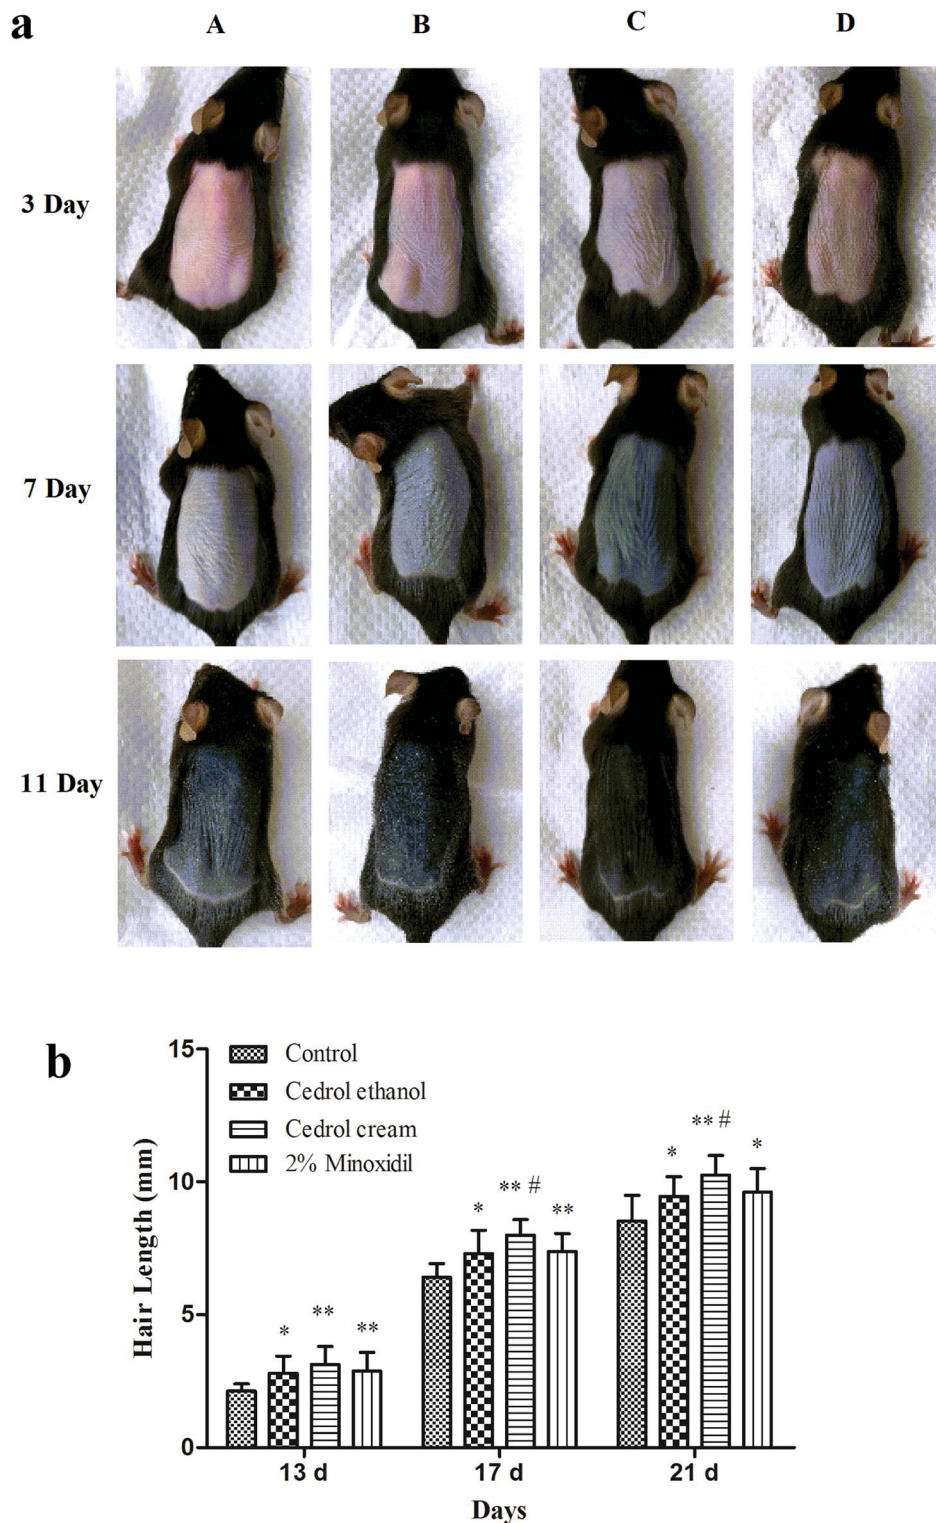 a
A B C D
3 Day
7 Day
11 Day
b
15
10
5
0
Hair Length (mm)
Control
Cedrol ethanol
Cedrol cream
2% Minoxidil
* ** **
* ** # **
* ** # *
13 d 17 d 21 d
Days